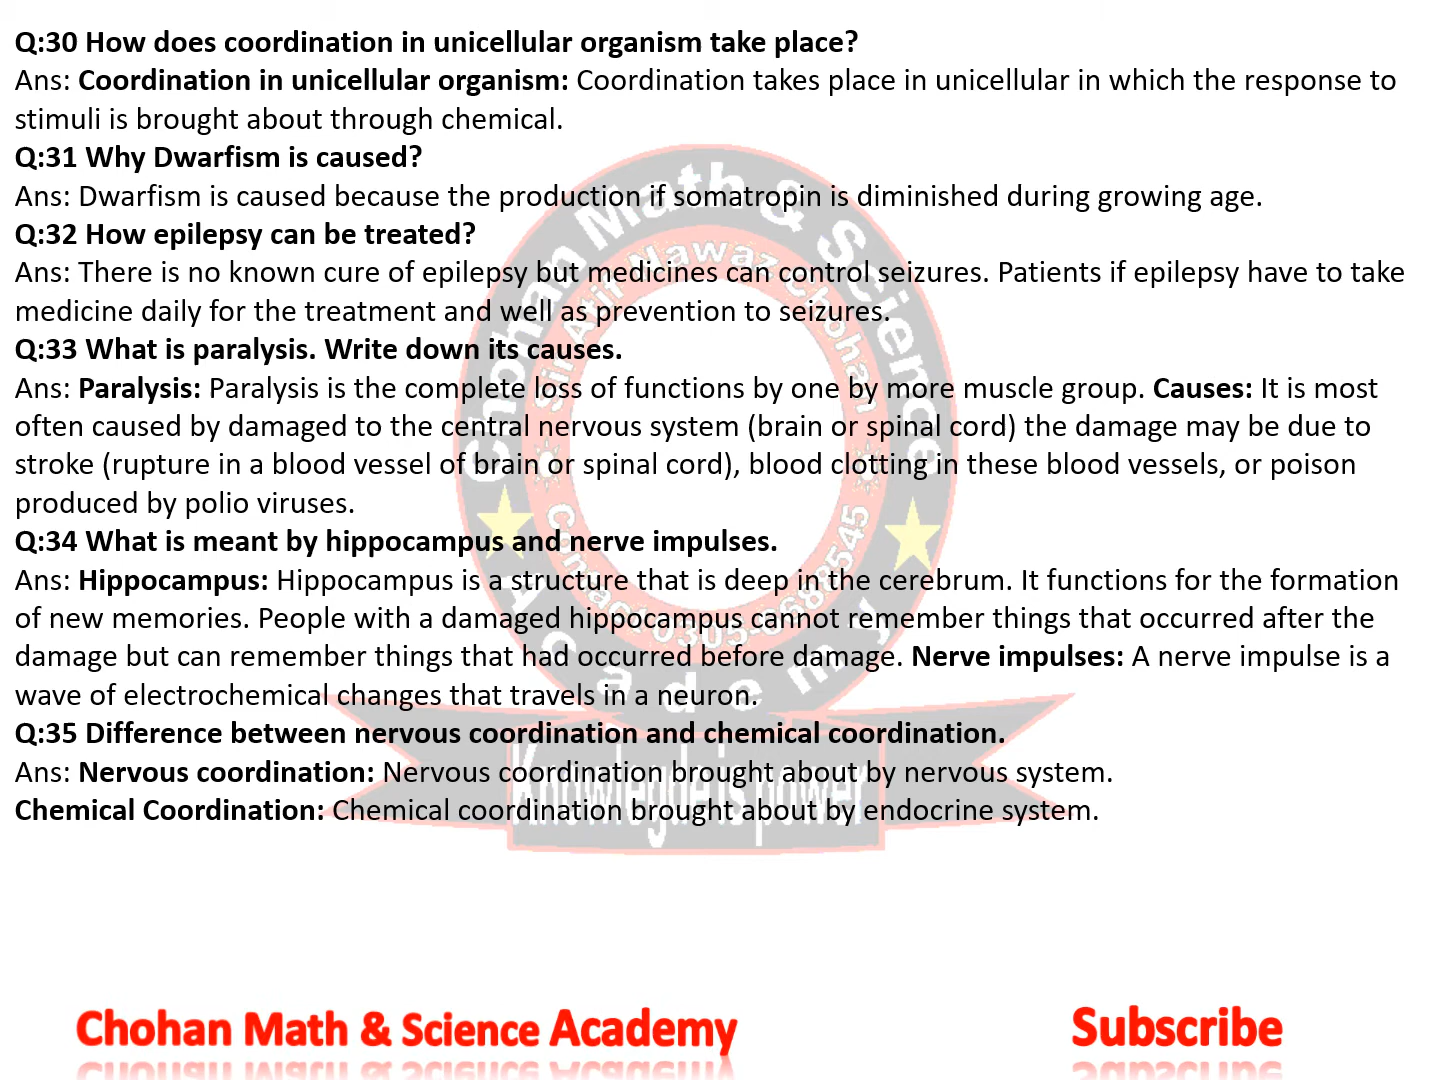 Q:30 How does coordination in unicellular organism take place?
Ans: Coordination in unicellular organism: Coordination takes place in unicellular in which the response to
stimuli is brought about through chemical.
Q:31 Why Dwarfism is caused?
Ans: Dwarfism is caused because the production if somatropin is diminished during growing age.
Q:32 How epilepsy can be treated?
Ans: There is no known cure of epilepsy but medicines can control seizures. Patients if epilepsy have to take
medicine daily for the treatment and well as prevention to seizures.
Q:33 What is paralysis. Write down its causes.
Ans: Paralysis: Paralysis is the complete loss of functions by one by more muscle group. Causes: It is most
often caused by damaged to the central nervous system (brain or spinal cord) the damage may be due to
stroke (rupture in a blood vessel of brain or spinal cord), blood clotting in these blood vessels, or poison
produced by polio viruses.
Q:34 What is meant by hippocampus and nerve impulses.
Ans: Hippocampus: Hippocampus is a structure that is deep in the cerebrum. It functions for the formation
of new memories. People with a damaged hippocampus cannot remember things that occurred after the
damage but can remember things that had occurred before damage. Nerve impulses: A nerve impulse is a
wave of electrochemical changes that travels in a neuron.
Q:35 Difference between nervous coordination and chemical coordination.
Ans: Nervous coordination: Nervous coordination brought about by nervous system.
Chemical Coordination: Chemical coordination brought about by endocrine system.
Chohan Math & Science
Academy
Sir Atif Nawaz Chohan
Chohan Math & Science Academy
Subscribe